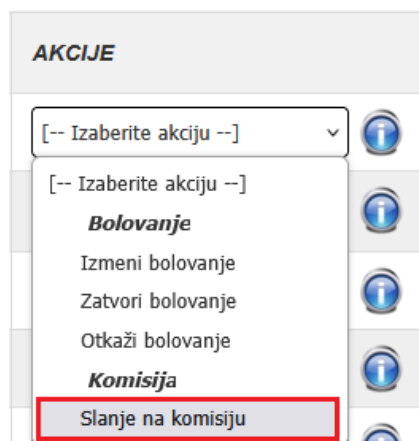 AKCIJE
[-- Izaberite akciju --]
[-- Izaberite akciju --]
Bolovanje
Izmeni bolovanje
Zatvori bolovanje
Otkaži bolovanje
Komisija
Slanje na komisiju